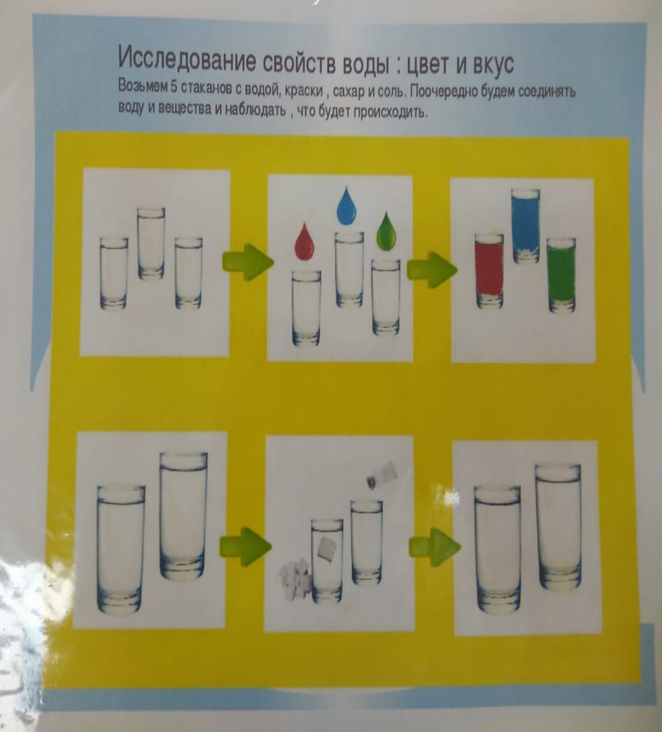 Исследование свойств воды : цвет и вкус
Возьмем 5 стаканов с водой, краски , сахар и соль. Поочередно будем соединять
воду и вещества и наблюдать , что будет происходить.